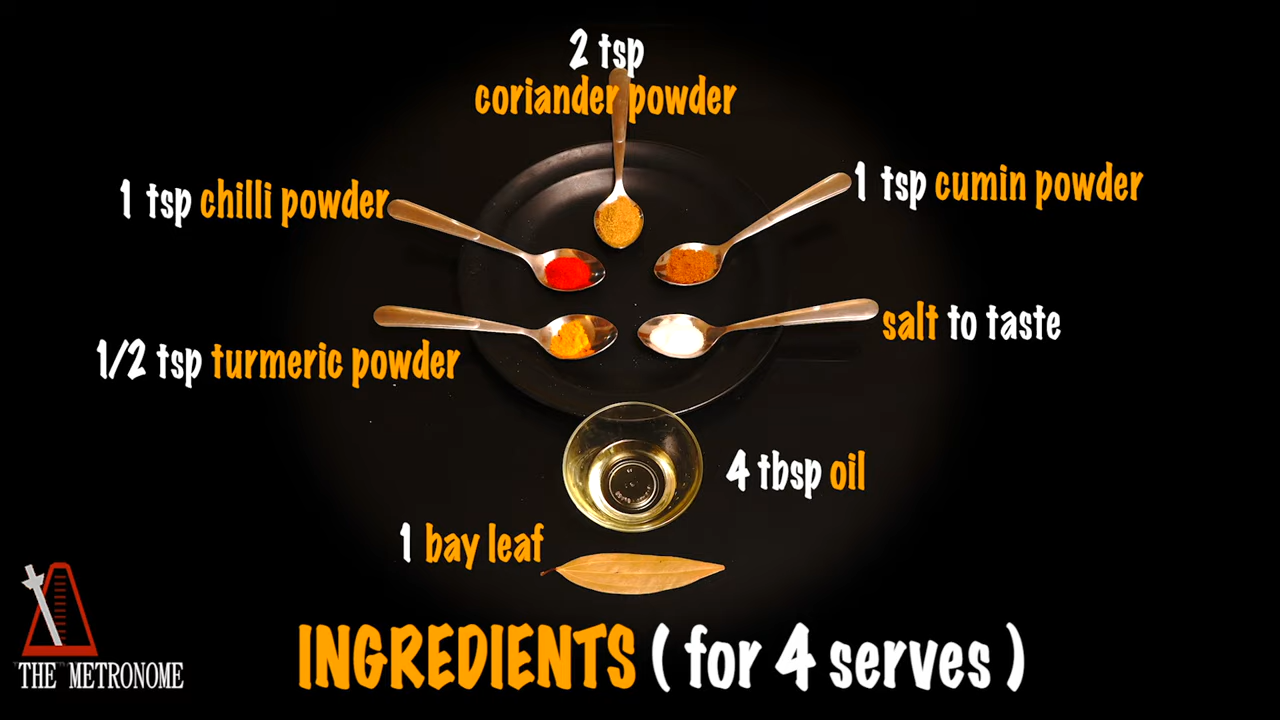 2 tsp
coriander powder
1 tsp chilli powder
1 tsp cumin powder
salt to taste
1/2 tsp turmeric powder
4 tbsp oil
1 bay leaf
INGREDIENTS ( for 4 serves )
THE METRONOME